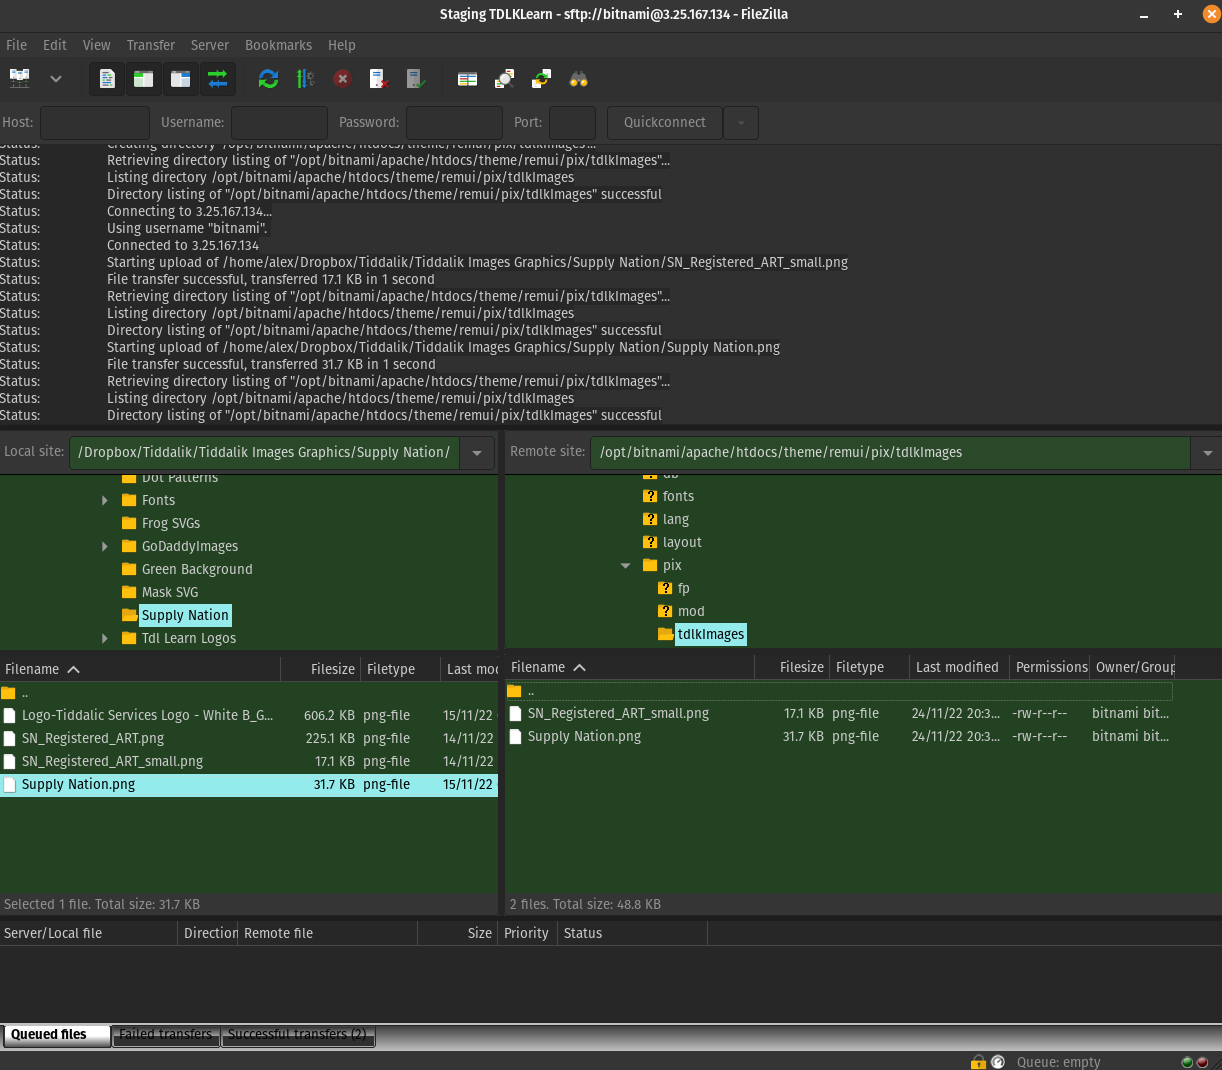 Staging TDLKLearn - sftp://bitnami@3.25.167.134 - FileZilla
File Edit View Transfer Server Bookmarks Help
Host: Username: Password: Port: Quickconnect
Status: Creating directory "/opt/bitnami/apache/htdocs/theme/remui/pix/tdlkImages"...
Status: Retrieving directory listing of "/opt/bitnami/apache/htdocs/theme/remui/pix/tdlkImages"...
Status: Listing directory /opt/bitnami/apache/htdocs/theme/remui/pix/tdlkImages
Status: Directory listing of "/opt/bitnami/apache/htdocs/theme/remui/pix/tdlkImages" successful
Status: Connecting to 3.25.167.134...
Status: Using username "bitnami".
Status: Connected to 3.25.167.134
Status: Starting upload of /home/alex/Dropbox/Tiddalik/Tiddalik Images Graphics/Supply Nation/SN_Registered_ART_small.png
Status: File transfer successful, transferred 17.1 KB in 1 second
Status: Retrieving directory listing of "/opt/bitnami/apache/htdocs/theme/remui/pix/tdlkImages"...
Status: Listing directory /opt/bitnami/apache/htdocs/theme/remui/pix/tdlkImages
Status: Directory listing of "/opt/bitnami/apache/htdocs/theme/remui/pix/tdlkImages" successful
Status: Starting upload of /home/alex/Dropbox/Tiddalik/Tiddalik Images Graphics/Supply Nation/Supply Nation.png
Status: File transfer successful, transferred 31.7 KB in 1 second
Status: Retrieving directory listing of "/opt/bitnami/apache/htdocs/theme/remui/pix/tdlkImages"...
Status: Listing directory /opt/bitnami/apache/htdocs/theme/remui/pix/tdlkImages
Status: Directory listing of "/opt/bitnami/apache/htdocs/theme/remui/pix/tdlkImages" successful
Local site: /Dropbox/Tiddalik/Tiddalik Images Graphics/Supply Nation/
Dot Patterns
Fonts
Frog SVGs
GoDaddyImages
Green Background
Mask SVG
Supply Nation
Tdl Learn Logos
Filename Filesize Filetype Last mod
..
Logo-Tiddalic Services Logo - White B_G... 606.2 KB png-file 15/11/22
SN_Registered_ART.png 225.1 KB png-file 14/11/22
SN_Registered_ART_small.png 17.1 KB png-file 14/11/22
Supply Nation.png 31.7 KB png-file 15/11/22
Selected 1 file. Total size: 31.7 KB
Remote site: /opt/bitnami/apache/htdocs/theme/remui/pix/tdlkImages
db
fonts
lang
layout
pix
fp
mod
tdlkImages
Filename Filesize Filetype Last modified Permissions Owner/Group
..
SN_Registered_ART_small.png 17.1 KB png-file 24/11/22 20:3... -rw-r--r-- bitnami bit...
Supply Nation.png 31.7 KB png-file 24/11/22 20:3... -rw-r--r-- bitnami bit...
2 files. Total size: 48.8 KB
Server/Local file Direction Remote file Size Priority Status
Queued files Failed transfers Successful transfers (2)
Queue: empty